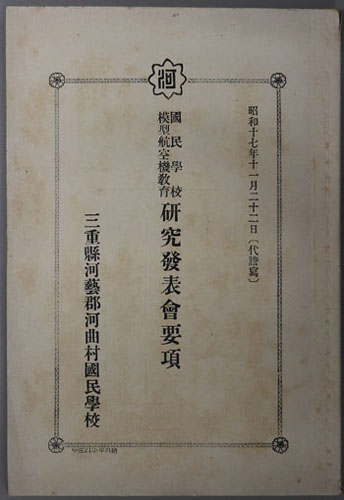 河
昭和十七年十一月二十二日（代謄寫）
國民學校
模型航空機敎育
研究發表會要項
三重縣河藝郡河曲村國民學校